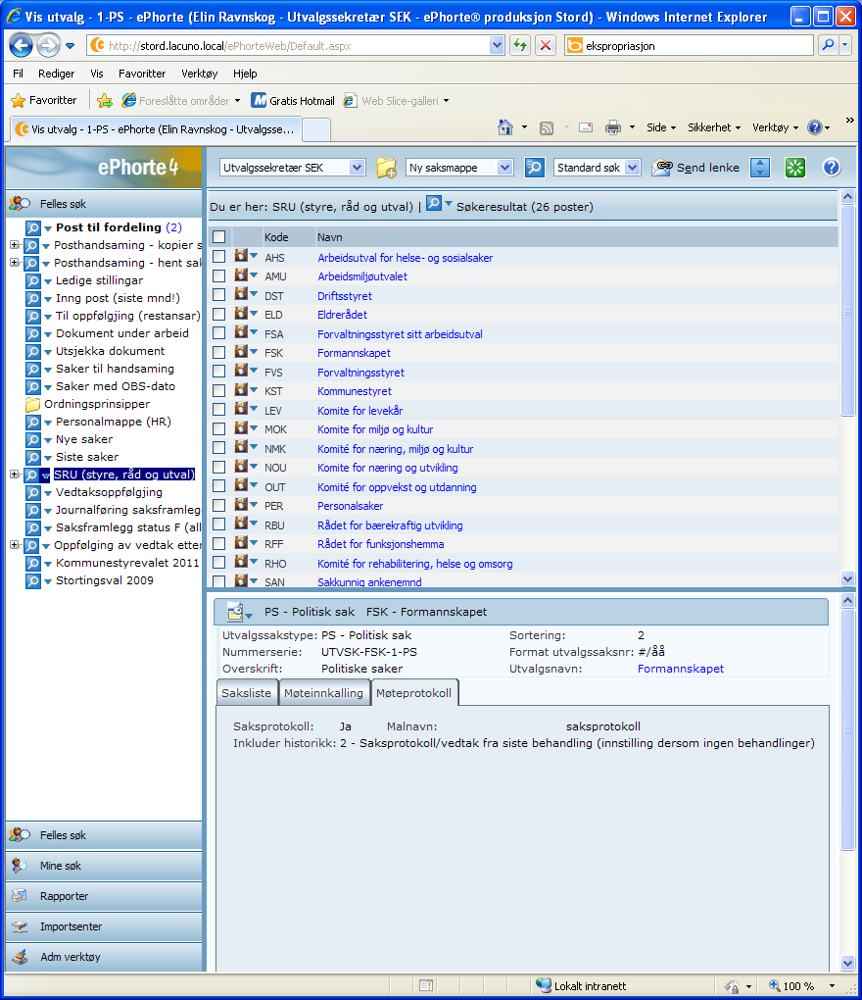 Vis utvalg - 1-PS - ePhorte (Elin Ravnskog - Utvalgssekretær SEK - ePhorte® produksjon Stord) - Windows Internet Explorer
http://stord.lacuno.local/ePhorteWeb/Default.aspx
ekspropriasjon
Fil Rediger Vis Favoritter Verktøy Hjelp
Favoritter Foreslåtte områder Gratis Hotmail Web Slice-galleri
Vis utvalg - 1-PS - ePhorte (Elin Ravnskog - Utvalgsse... Side Sikkerhet Verktøy
ePhorte4 Utvalgssekretær SEK Ny saksmappe Standard søk Send lenke
Felles søk
Post til fordeling (2)
Posthandsaming - kopier s
Posthandsaming - hent sak
Ledige stillingar
Inng post (siste mnd!)
Til oppfølgjing (restansar)
Dokument under arbeid
Utsjekka dokument
Saker til handsaming
Saker med OBS-dato
Ordningsprinsipper
Personalmappe (HR)
Nye saker
Siste saker
SRU (styre, råd og utval)
Vedtaksoppfølgjing
Journalføring saksframlegg
Saksframlegg status F (all
Oppfølging av vedtak etter
Kommunestyrevalet 2011
Stortingsval 2009
Felles søk
Mine søk
Rapporter
Importsenter
Adm verktøy
Du er her: SRU (styre, råd og utval) | Søkeresultat (26 poster)
Kode Navn
AHS Arbeidsutval for helse- og sosialsaker
AMU Arbeidsmiljøutvalet
DST Driftsstyret
ELD Eldrerådet
FSA Forvaltningsstyret sitt arbeidsutval
FSK Formannskapet
FVS Forvaltningsstyret
KST Kommunestyret
LEV Komite for levekår
MOK Komite for miljø og kultur
NMK Komite for næring, miljø og kultur
NOU Komité for næring og utvikling
OUT Komité for oppvekst og utdanning
PER Personalsaker
RBU Rådet for bærekraftig utvikling
RFF Rådet for funksjonshemma
RHO Komité for rehabilitering, helse og omsorg
SAN Sakkunnig ankenemnd
PS - Politisk sak FSK - Formannskapet
Utvalgssakstype: PS - Politisk sak Sortering: 2
Nummerserie: UTVSK-FSK-1-PS Format utvalgssaksnr: #/åå
Overskrift: Politiske saker Utvalgsnavn: Formannskapet
Saksliste Møteinnkalling Møteprotokoll
Saksprotokoll: Ja Malnavn: saksprotokoll
Inkluder historikk: 2 - Saksprotokoll/vedtak fra siste behandling (innstilling dersom ingen behandlinger)
Lokalt intranett 100 %